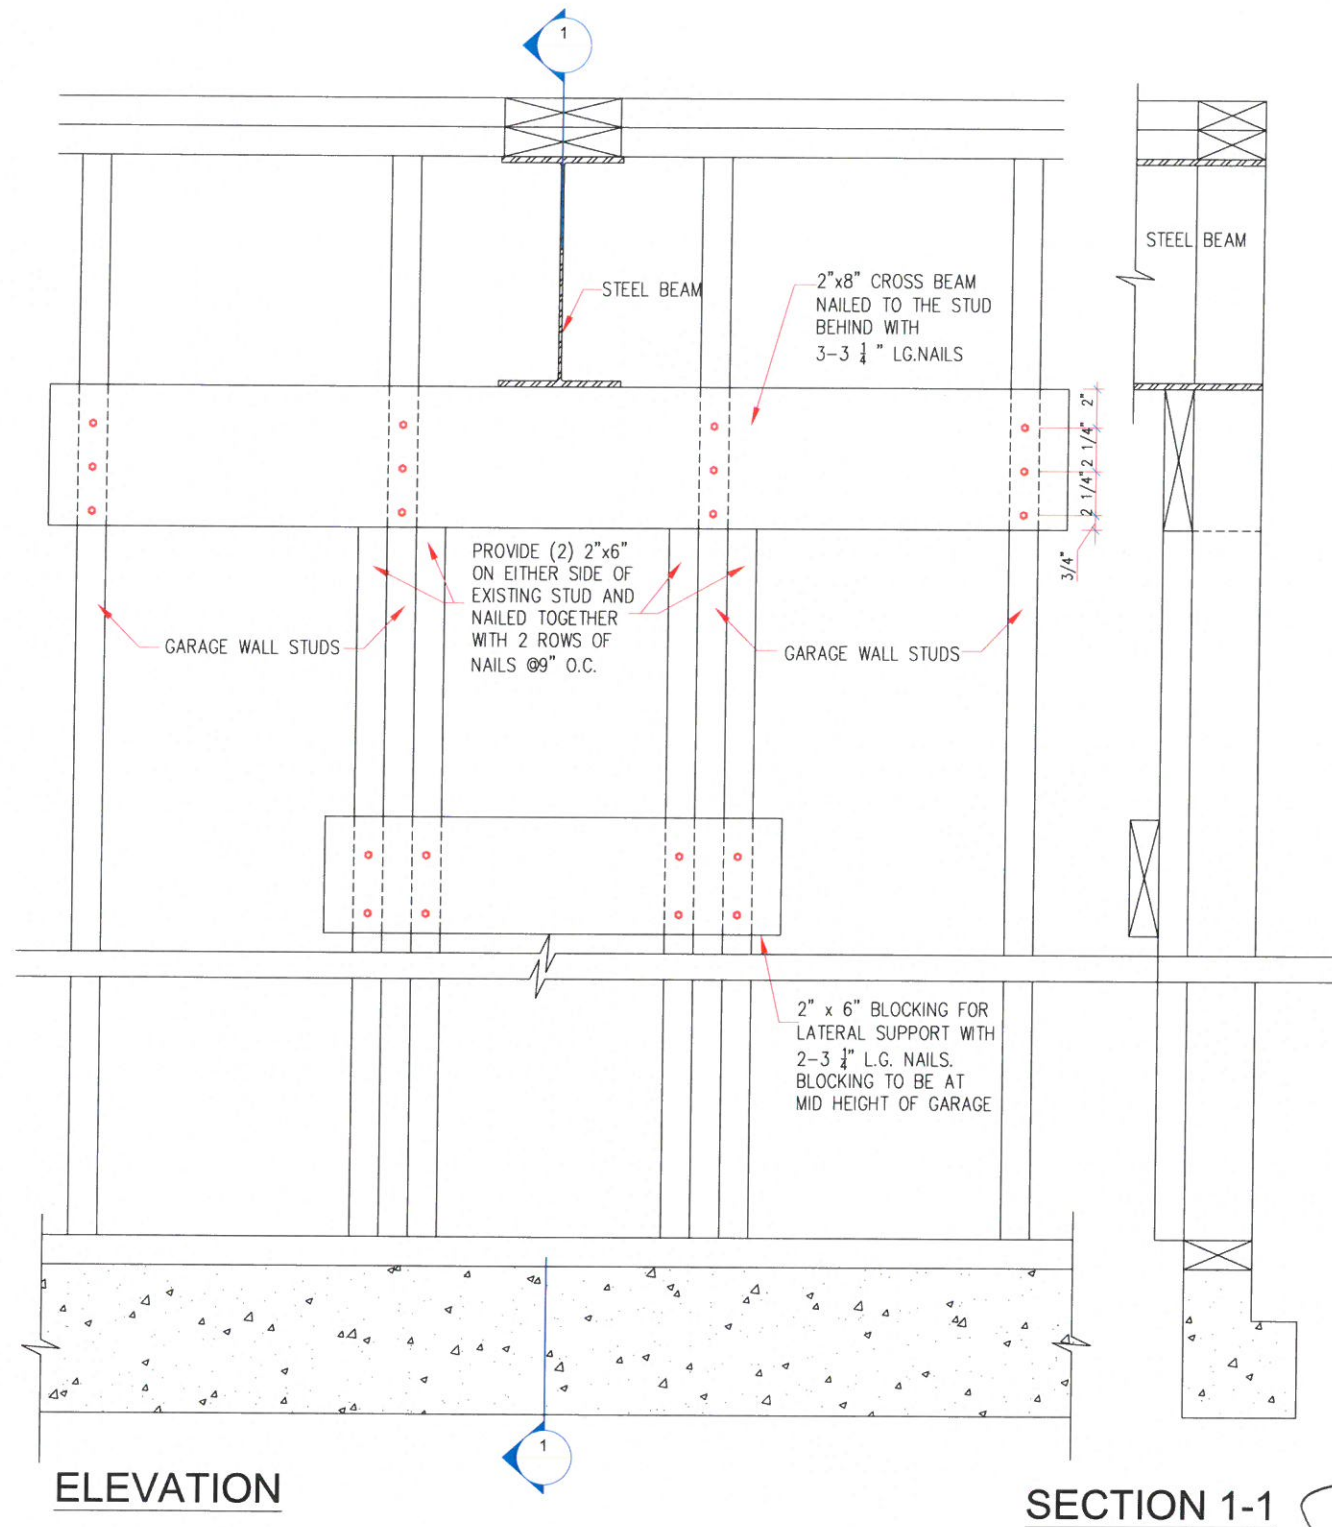 1
STEEL BEAM
2"x8" CROSS BEAM
NAILED TO THE STUD
BEHIND WITH
3-3 1/4 " LG.NAILS
STEEL BEAM
2"
2 1/4"
2 1/4"
3/4"
PROVIDE (2) 2"x6"
ON EITHER SIDE OF
EXISTING STUD AND
NAILED TOGETHER
WITH 2 ROWS OF
NAILS @9" O.C.
GARAGE WALL STUDS
GARAGE WALL STUDS
2" x 6" BLOCKING FOR
LATERAL SUPPORT WITH
2-3 1/4" L.G. NAILS.
BLOCKING TO BE AT
MID HEIGHT OF GARAGE
1
ELEVATION
SECTION 1-1